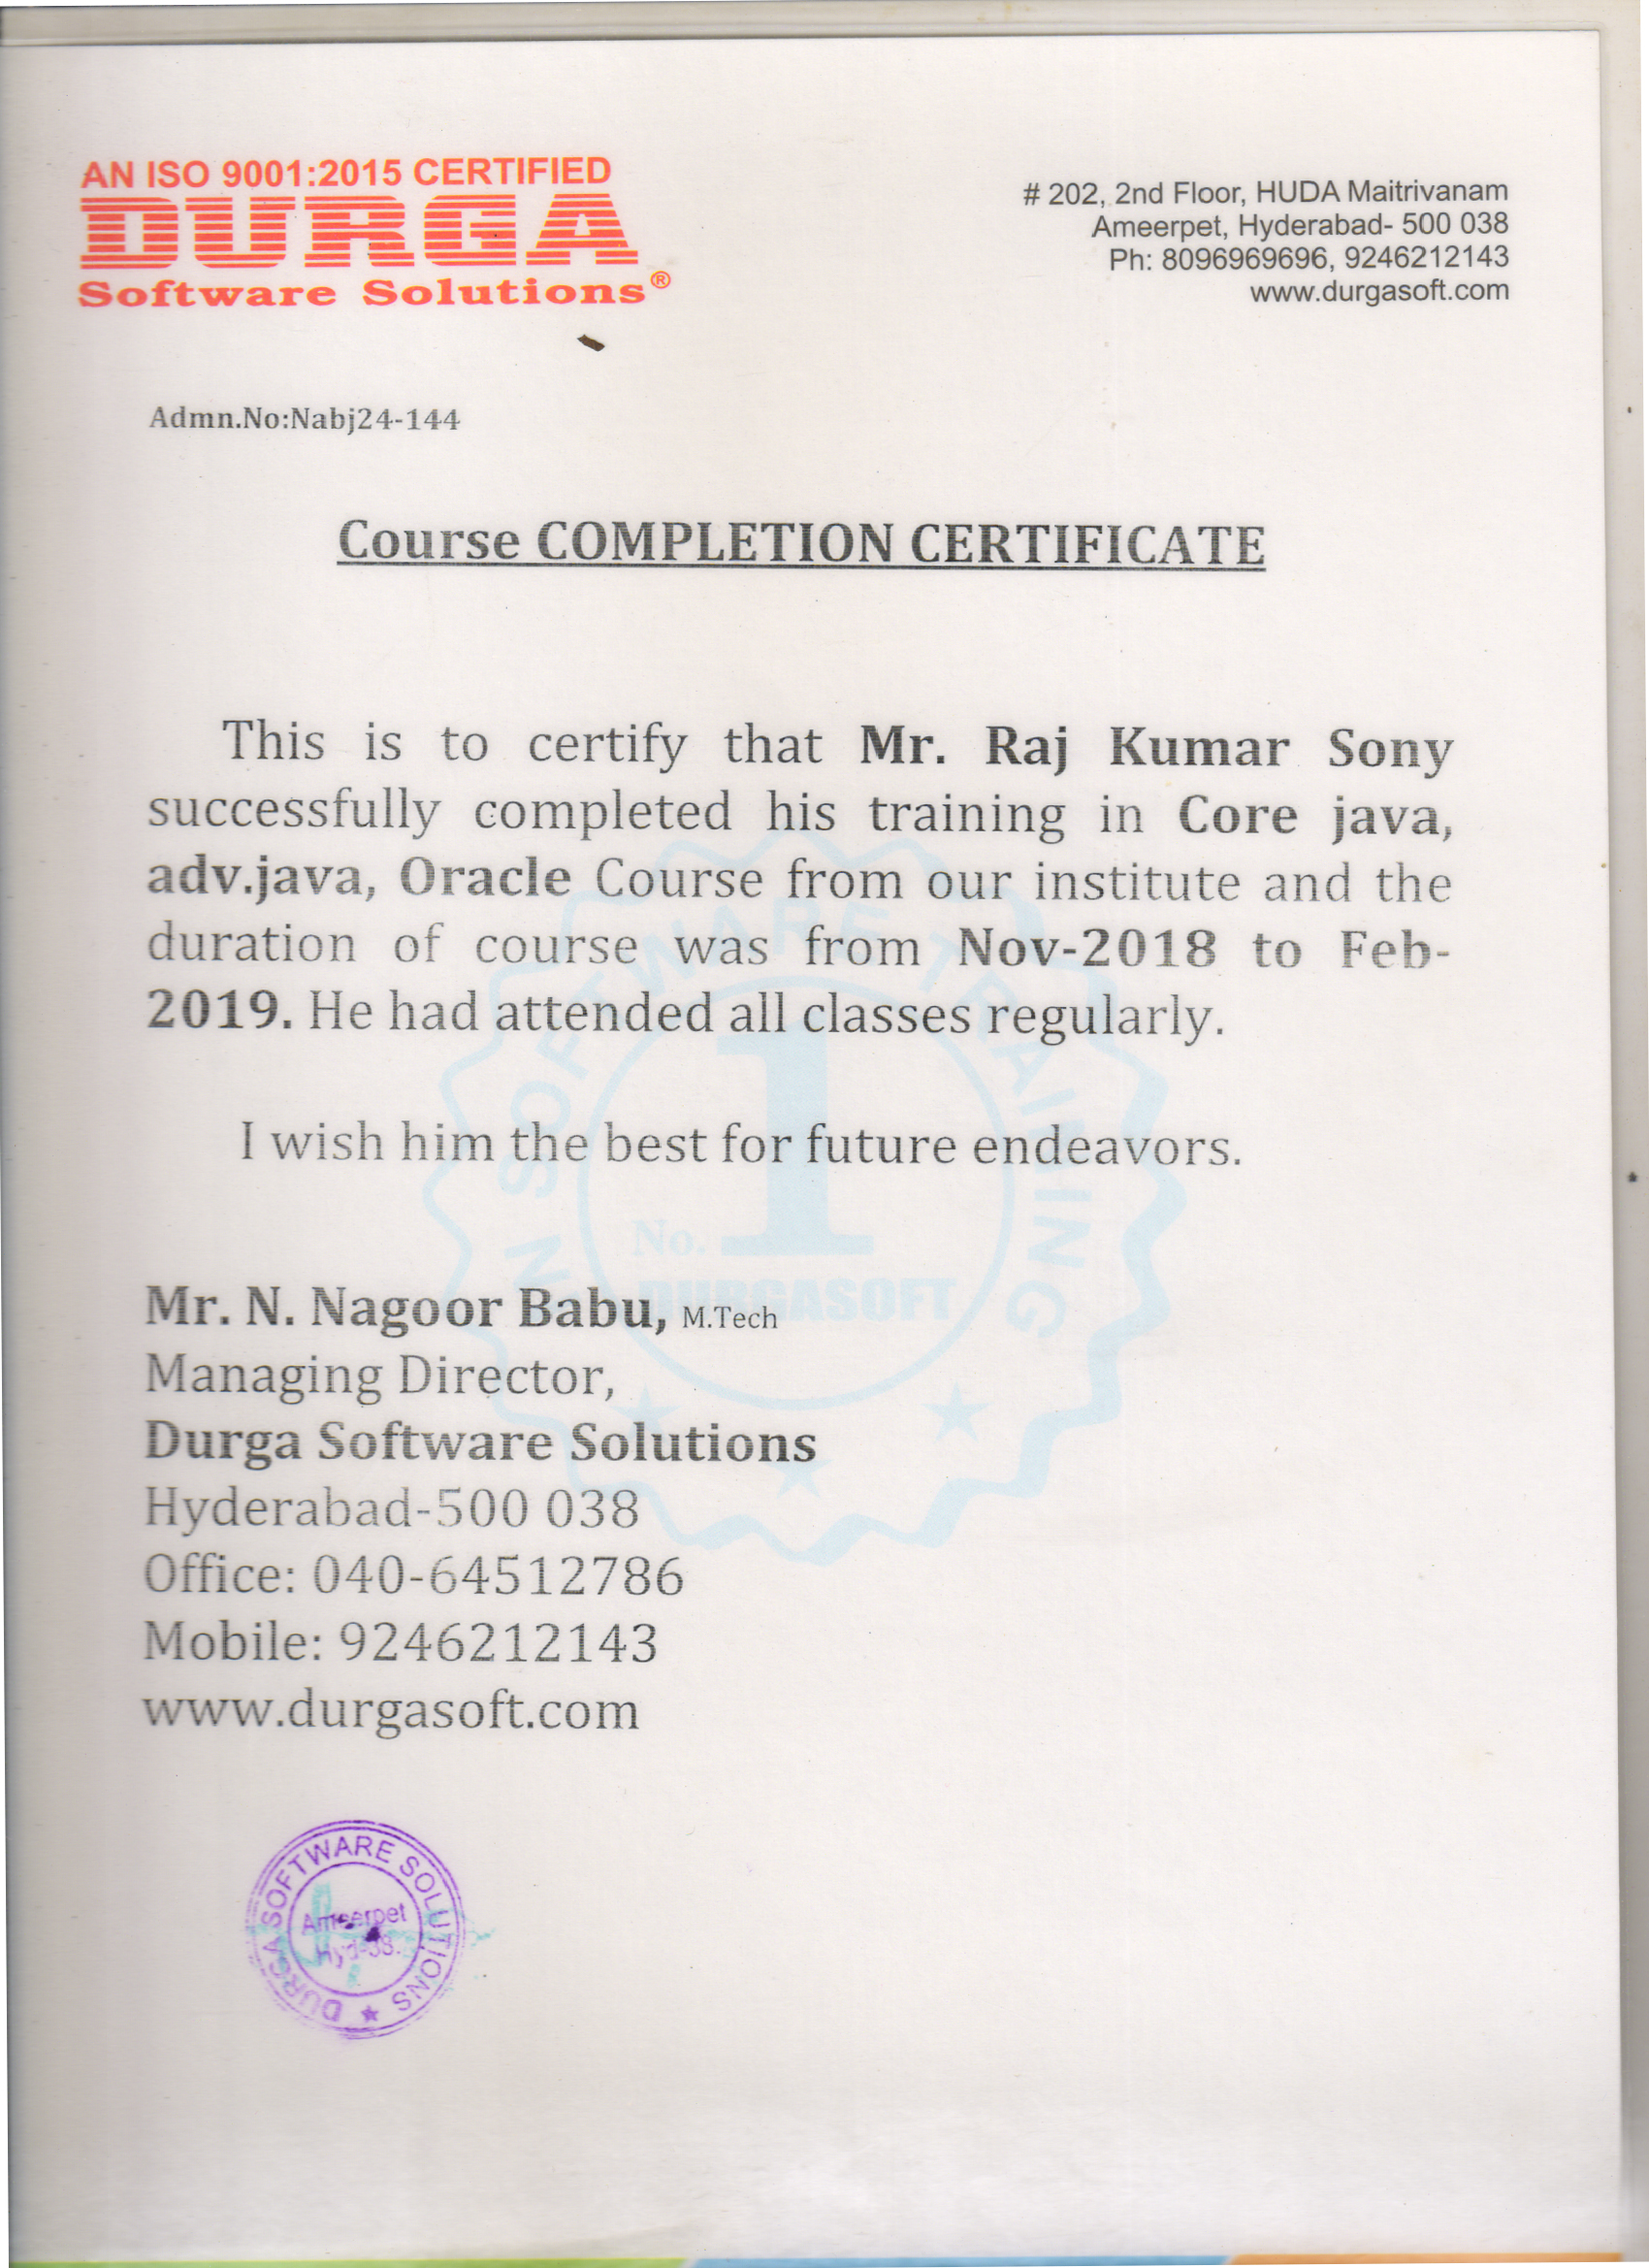 AN ISO 9001:2015 CERTIFIED
DURGA
Software Solutions®
# 202, 2nd Floor, HUDA Maitrivanam
Ameerpet, Hyderabad- 500 038
Ph: 8096969696, 9246212143
www.durgasoft.com
Admn.No:Nabj24-144
Course COMPLETION CERTIFICATE
This is to certify that Mr. Raj Kumar Sony
successfully completed his training in Core java,
adv.java, Oracle Course from our institute and the
duration of course was from Nov-2018 to Feb-
2019. He had attended all classes regularly.
I wish him the best for future endeavors.
Mr. N. Nagoor Babu, M.Tech
Managing Director,
Durga Software Solutions
Hyderabad-500 038
Office: 040-64512786
Mobile: 9246212143
www.durgasoft.com
SOFTWARE TRAINING
No. 1
DURGASOFT
DURGA SOFTWARE SOLUTIONS
Ameerpet
Hyd-38.